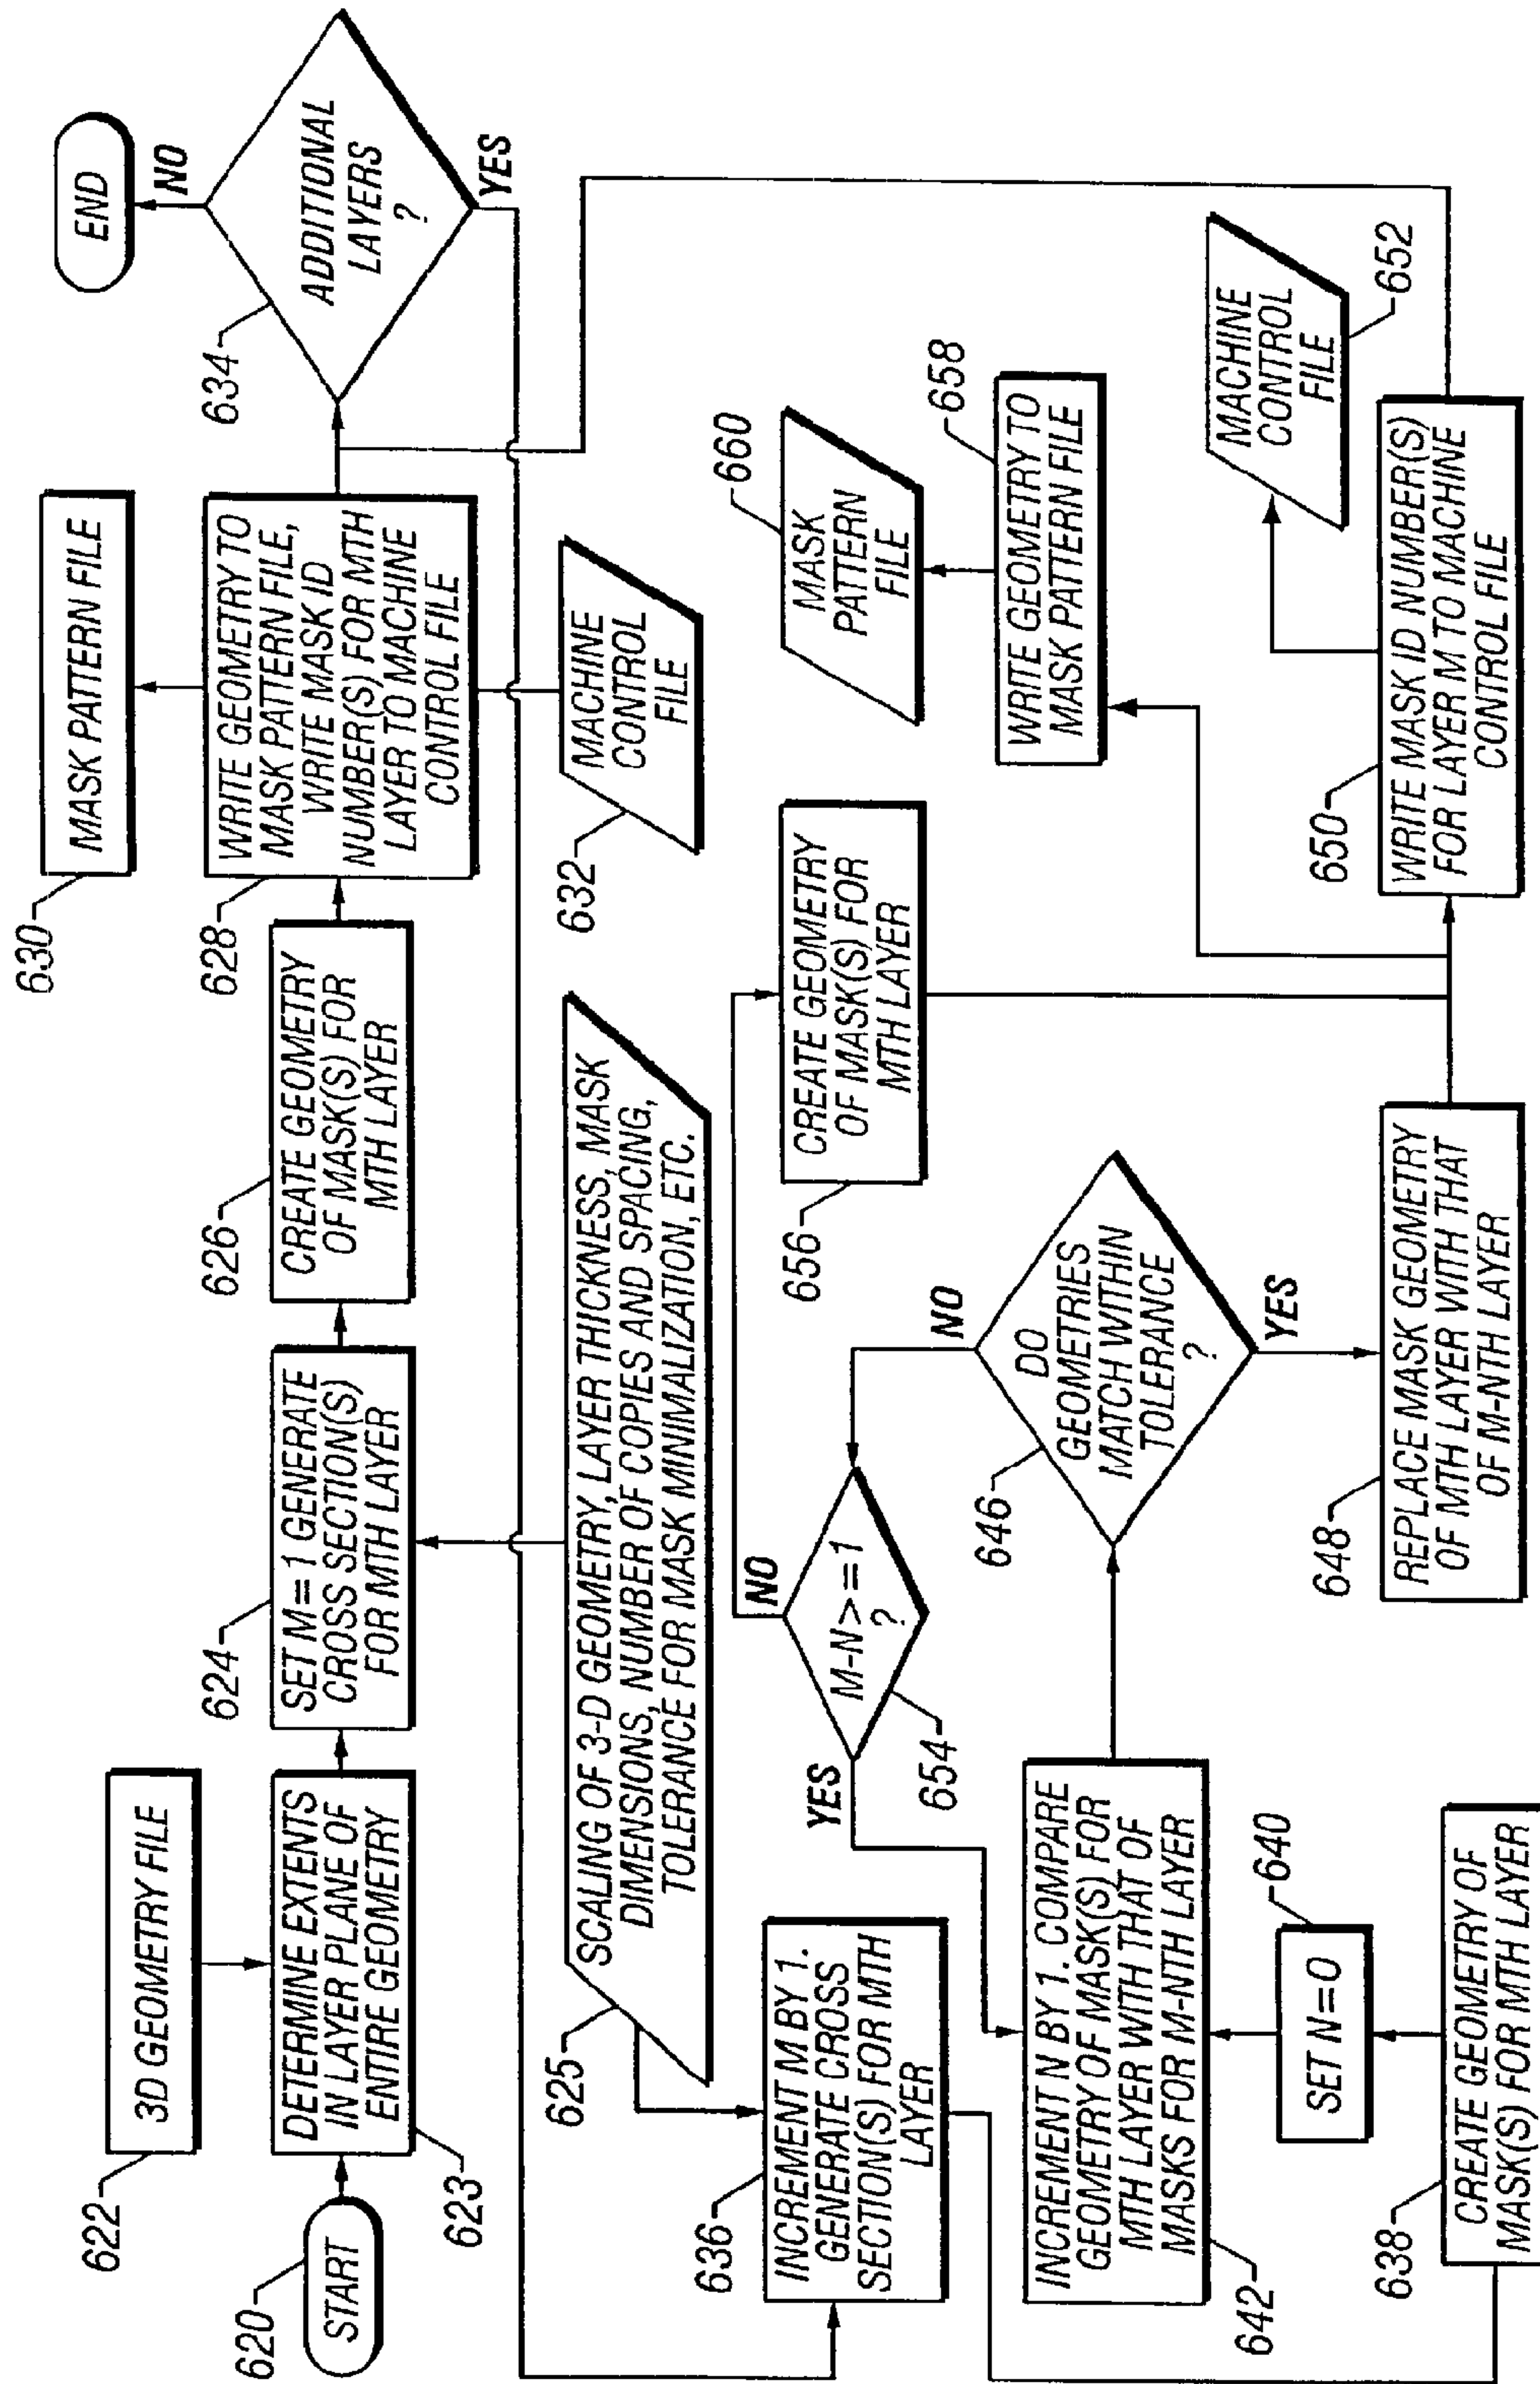 622
3D GEOMETRY FILE
620
START
DETERMINE EXTENTS
IN LAYER PLANE OF
ENTIRE GEOMETRY
623
624
SET M=1 GENERATE
CROSS SECTION(S)
FOR MTH LAYER
626
CREATE GEOMETRY
OF MASK(S) FOR
MTH LAYER
630
MASK PATTERN FILE
628
WRITE GEOMETRY TO
MASK PATTERN FILE,
WRITE MASK ID
NUMBER(S) FOR MTH
LAYER TO MACHINE
CONTROL FILE
632
MACHINE
CONTROL
FILE
634
ADDITIONAL
LAYERS
?
NO
END
YES
625
SCALING OF 3-D GEOMETRY, LAYER THICKNESS, MASK
DIMENSIONS, NUMBER OF COPIES AND SPACING,
TOLERANCE FOR MASK MINIMALIZATION, ETC.
636
INCREMENT M BY 1.
GENERATE CROSS
SECTION(S) FOR MTH
LAYER
YES
M-N>=1
?
NO
654
656
CREATE GEOMETRY
OF MASK(S) FOR
MTH LAYER
660
MASK
PATTERN
FILE
658
WRITE GEOMETRY TO
MASK PATTERN FILE
INCREMENT N BY 1. COMPARE
GEOMETRY OF MASK(S) FOR
MTH LAYER WITH THAT OF
MASKS FOR M-NTH LAYER
642
646
DO
GEOMETRIES
MATCH WITHIN
TOLERANCE
?
NO
YES
SET N=0
640
638
CREATE GEOMETRY OF
MASK(S) FOR MTH LAYER
648
REPLACE MASK GEOMETRY
OF MTH LAYER WITH THAT
OF M-NTH LAYER
650
WRITE MASK ID NUMBER(S)
FOR LAYER M TO MACHINE
CONTROL FILE
MACHINE
CONTROL
FILE
652